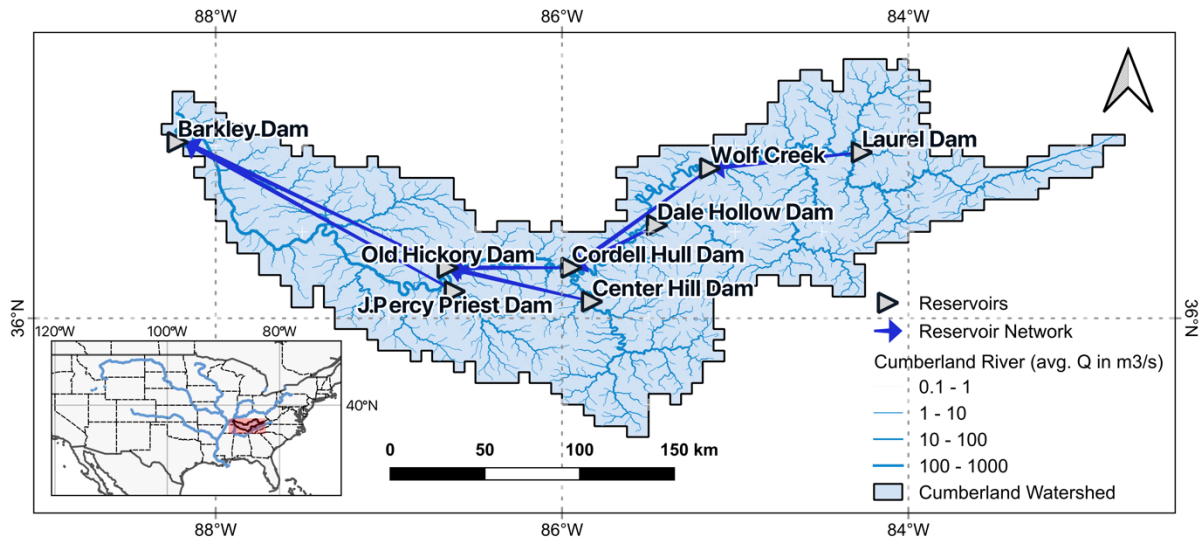 88°W 86°W 84°W
Barkley Dam
Laurel Dam
Wolf Creek
Dale Hollow Dam
Old Hickory Dam
Cordell Hull Dam
Center Hill Dam
J.Percy Priest Dam
36°N
36°N
120°W 100°W 80°W
40°N
0 50 100 150 km
Reservoirs
Reservoir Network
Cumberland River (avg. Q in m3/s)
0.1 - 1
1 - 10
10 - 100
100 - 1000
Cumberland Watershed
88°W 86°W 84°W